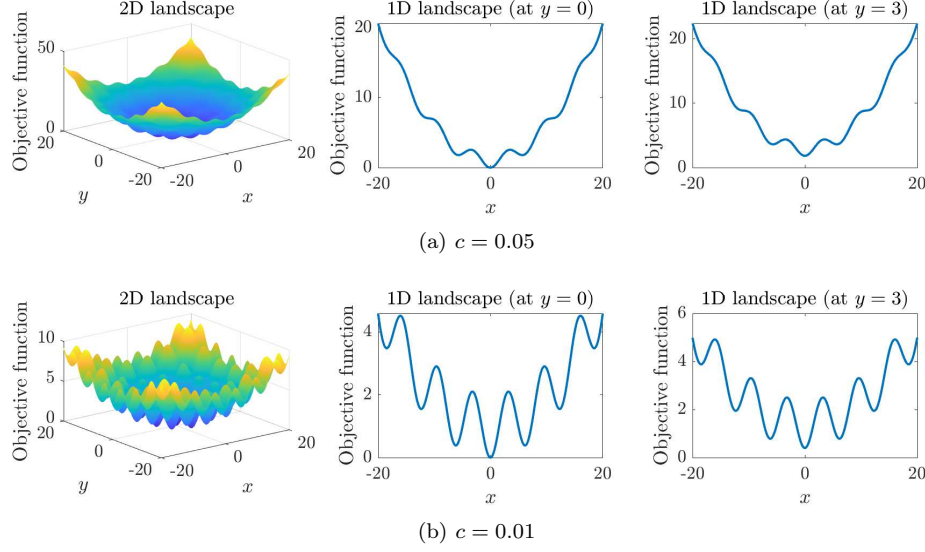 2D landscape
Objective function
50
0
20
0
-20
y
-20
0
20
x
1D landscape (at y = 0)
Objective function
20
15
10
5
0
-20
0
20
x
1D landscape (at y = 3)
Objective function
20
10
0
-20
0
20
x
(a) c = 0.05
2D landscape
Objective function
10
5
0
20
0
-20
y
-20
0
20
x
1D landscape (at y = 0)
Objective function
4
2
0
-20
0
20
x
1D landscape (at y = 3)
Objective function
6
4
2
0
-20
0
20
x
(b) c = 0.01